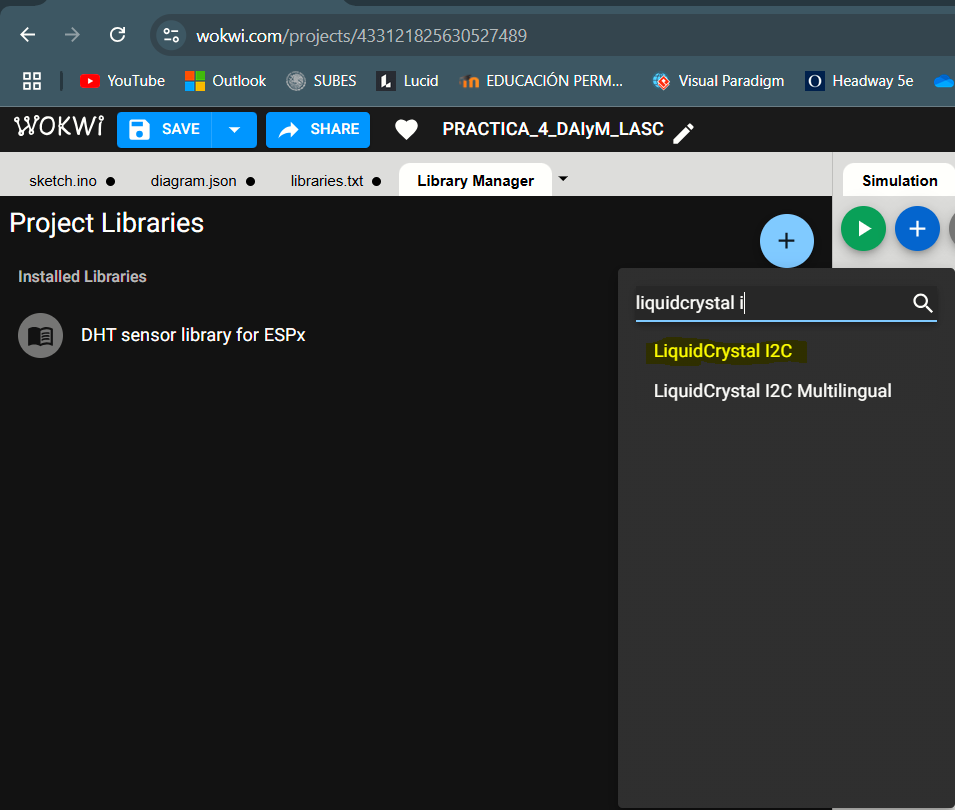 wokwi.com/projects/433121825630527489
YouTube Outlook SUBES Lucid EDUCACIÓN PERM... Visual Paradigm Headway 5e
WOKWi SAVE SHARE PRACTICA_4_DAIyM_LASC
sketch.ino diagram.json libraries.txt Library Manager Simulation
Project Libraries
Installed Libraries
liquidcrystal i
DHT sensor library for ESPx
LiquidCrystal I2C
LiquidCrystal I2C Multilingual